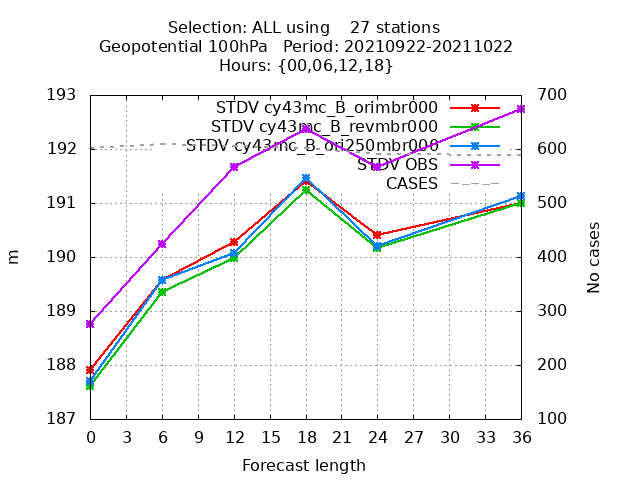 Selection: ALL using    27 stations
Geopotential 100hPa   Period: 20210922-20211022
Hours: {00,06,12,18}
193 700
STDV cy43mc_B_orimbr000
STDV cy43mc_B_revmbr000
192 600
STDV cy43mc_B_ori250mbr000
STDV OBS
CASES
191 500
190 400
m
No cases
189 300
188 200
187 100
0 3 6 9 12 15 18 21 24 27 30 33 36
Forecast length